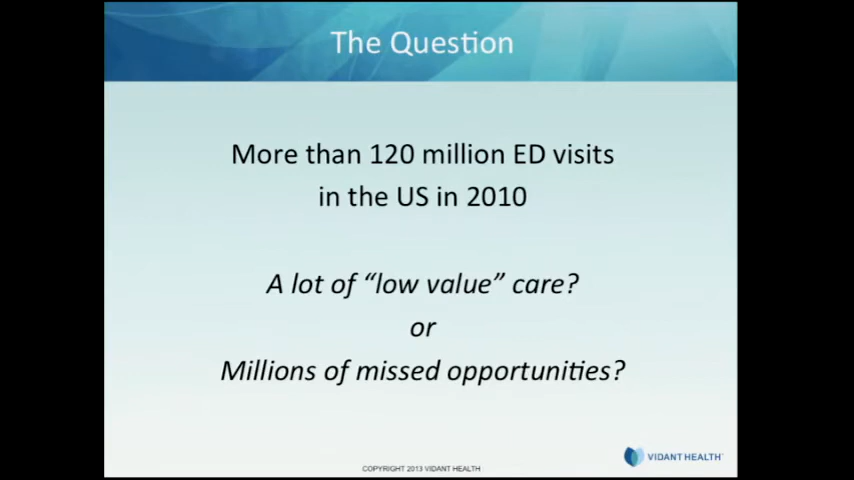 The Question
More than 120 million ED visits
in the US in 2010
A lot of “low value” care?
or
Millions of missed opportunities?
VIDANT HEALTH
COPYRIGHT 2013 VIDANT HEALTH